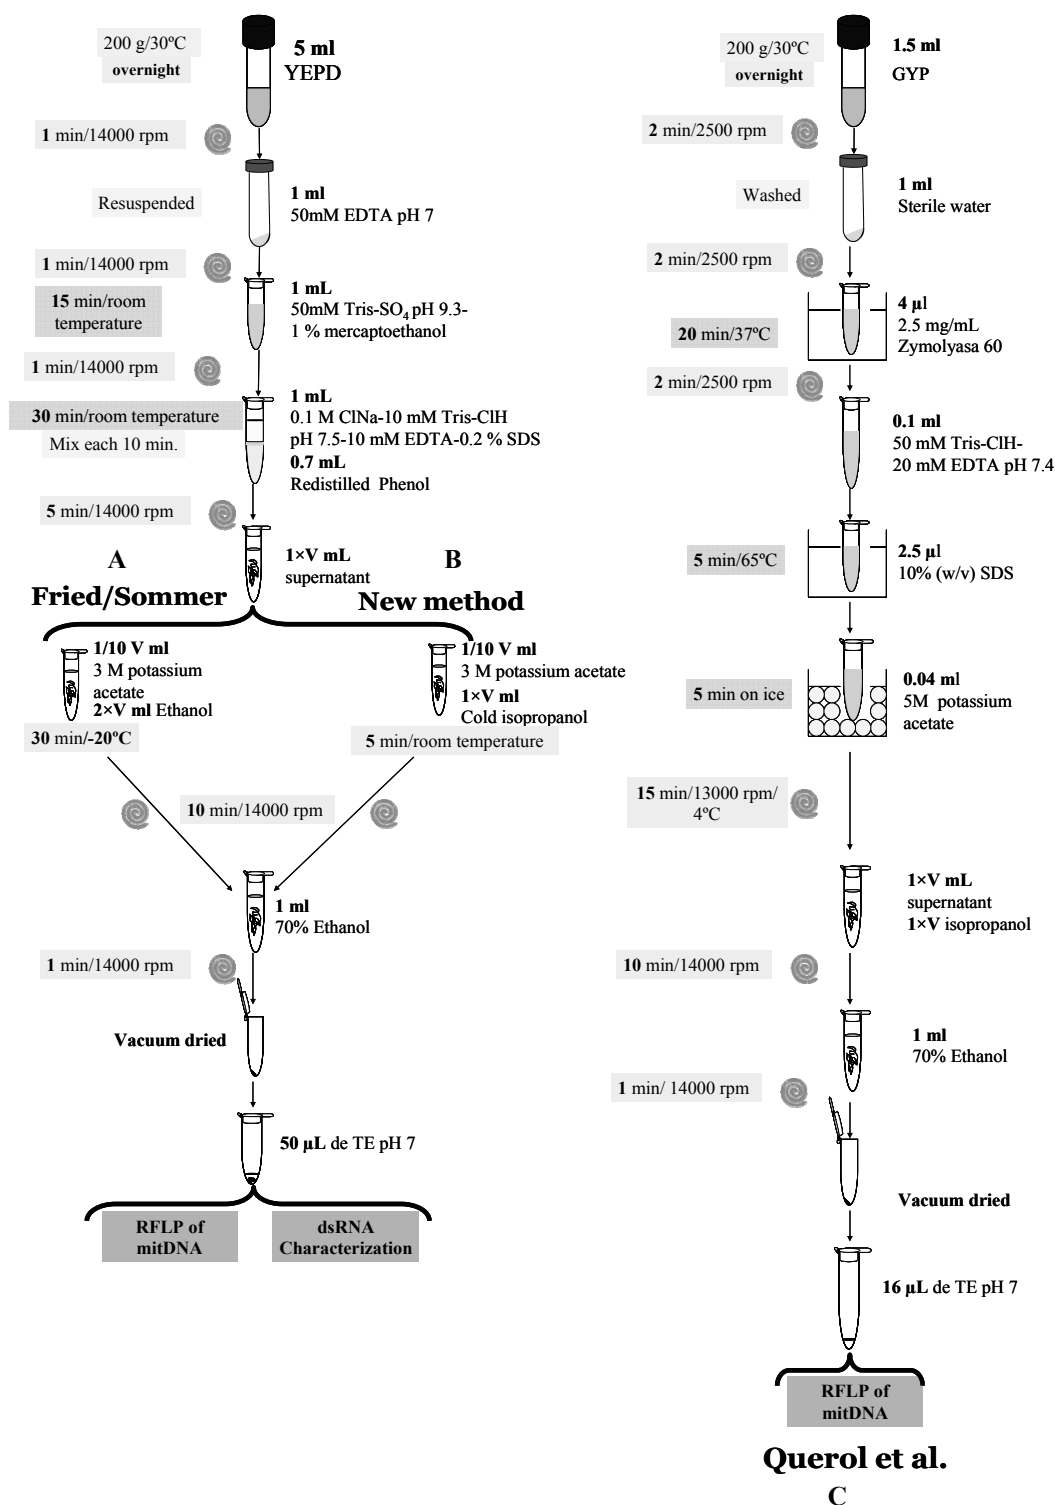 200 g/30ºC
overnight
5 ml
YEPD
1 min/14000 rpm
Resuspended
1 ml
50mM EDTA pH 7
1 min/14000 rpm
15 min/room
temperature
1 mL
50mM Tris-SO4 pH 9.3-
1 % mercaptoethanol
1 min/14000 rpm
30 min/room temperature
Mix each 10 min.
1 mL
0.1 M ClNa-10 mM Tris-ClH
pH 7.5-10 mM EDTA-0.2 % SDS
0.7 mL
Redistilled Phenol
5 min/14000 rpm
1×V mL
supernatant
A
Fried/Sommer
B
New method
1/10 V ml
3 M potassium
acetate
2×V ml Ethanol
30 min/-20ºC
1/10 V ml
3 M potassium acetate
1×V ml
Cold isopropanol
5 min/room temperature
10 min/14000 rpm
1 ml
70% Ethanol
1 min/14000 rpm
Vacuum dried
50 µL de TE pH 7
RFLP of
mitDNA
dsRNA
Characterization
200 g/30ºC
overnight
1.5 ml
GYP
2 min/2500 rpm
Washed
1 ml
Sterile water
2 min/2500 rpm
20 min/37ºC
4 µl
2.5 mg/mL
Zymolyasa 60
2 min/2500 rpm
0.1 ml
50 mM Tris-ClH-
20 mM EDTA pH 7.4
5 min/65ºC
2.5 µl
10% (w/v) SDS
5 min on ice
0.04 ml
5M potassium
acetate
15 min/13000 rpm/
4ºC
1×V mL
supernatant
1×V isopropanol
10 min/14000 rpm
1 ml
70% Ethanol
1 min/ 14000 rpm
Vacuum dried
16 µL de TE pH 7
RFLP of
mitDNA
Querol et al.
C